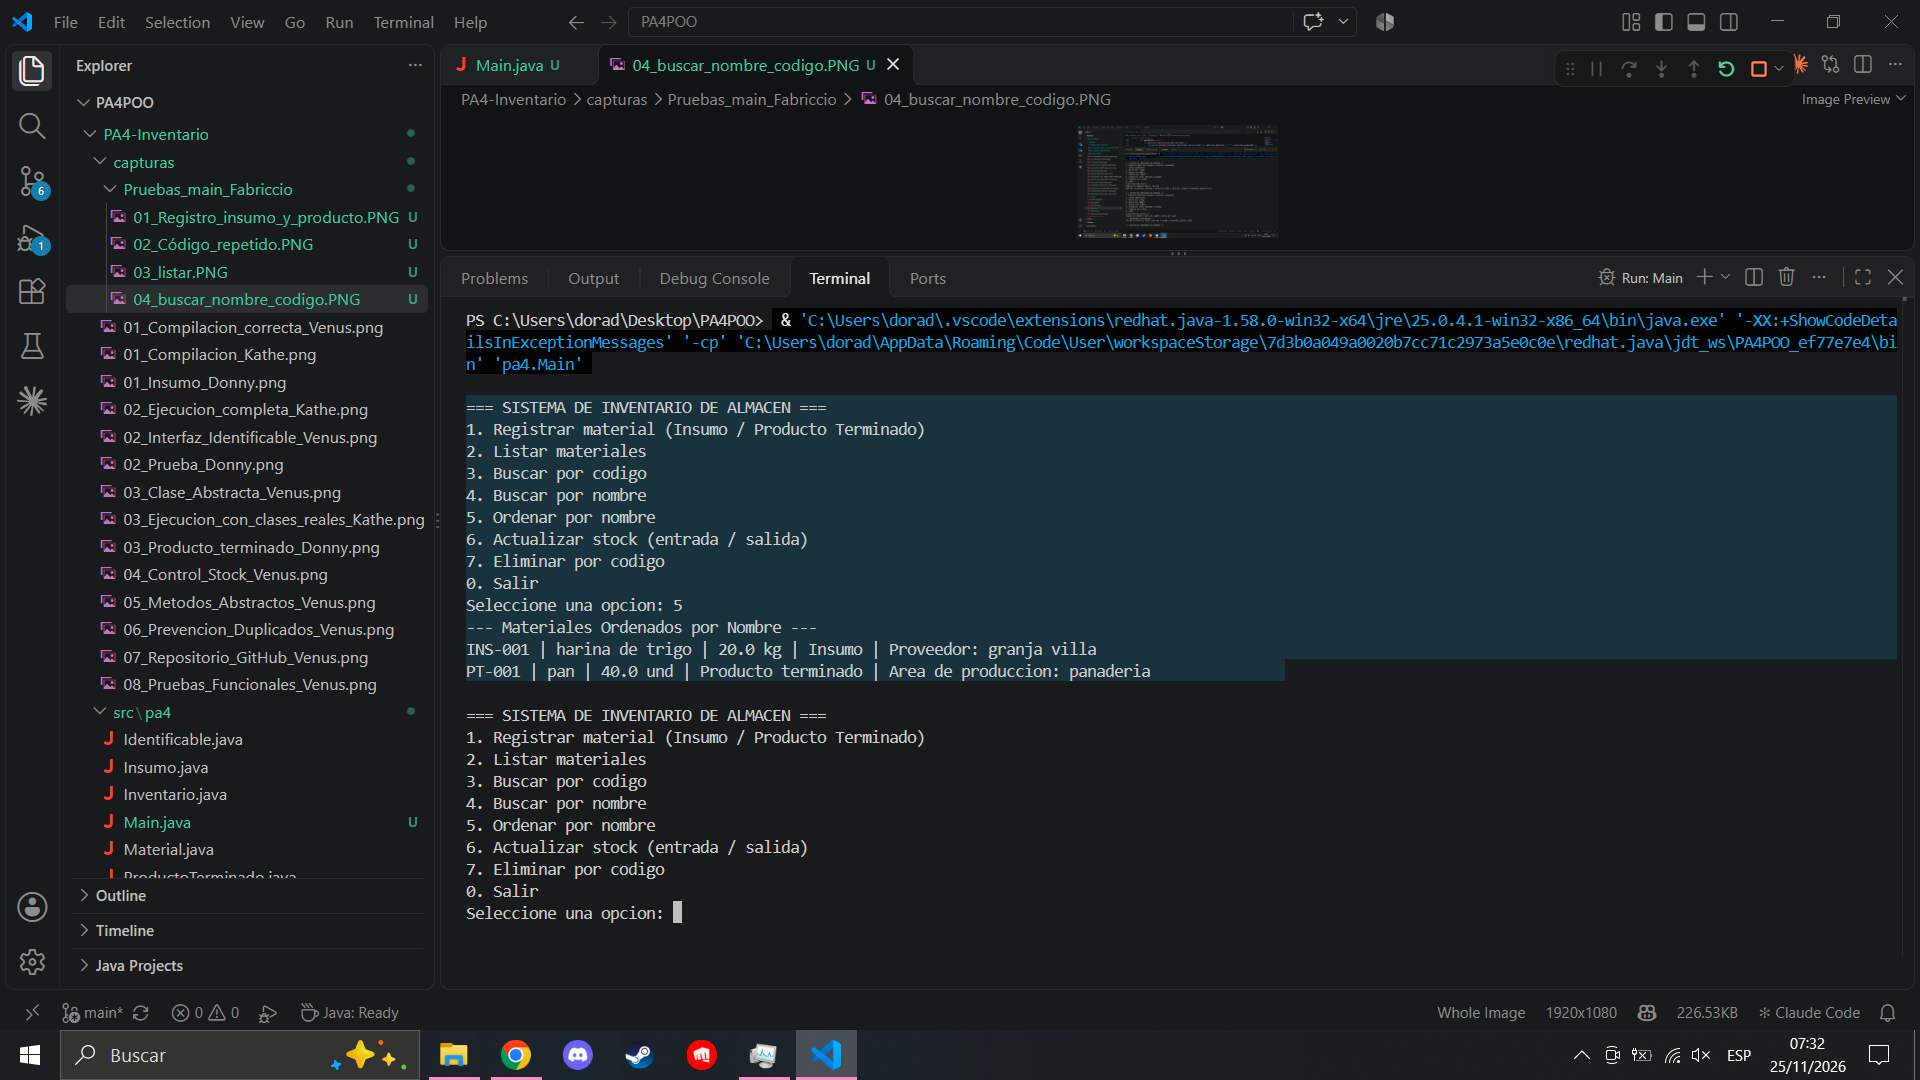 File Edit Selection View Go Run Terminal Help
PA4POO
Explorer
PA4POO
PA4-Inventario
capturas
Pruebas_main_Fabriccio
01_Registro_insumo_y_producto.PNG U
02_Código_repetido.PNG U
03_listar.PNG U
04_buscar_nombre_codigo.PNG U
01_Compilacion_correcta_Venus.png
01_Compilacion_Kathe.png
01_Insumo_Donny.png
02_Ejecucion_completa_Kathe.png
02_Interfaz_Identificable_Venus.png
02_Prueba_Donny.png
03_Clase_Abstracta_Venus.png
03_Ejecucion_con_clases_reales_Kathe.png
03_Producto_terminado_Donny.png
04_Control_Stock_Venus.png
05_Metodos_Abstractos_Venus.png
06_Prevencion_Duplicados_Venus.png
07_Repositorio_GitHub_Venus.png
08_Pruebas_Funcionales_Venus.png
src\pa4
Identificable.java
Insumo.java
Inventario.java
Main.java U
Material.java
ProductoTerminado.java
Outline
Timeline
Java Projects
6
1
Main.java U
04_buscar_nombre_codigo.PNG U
PA4-Inventario > capturas > Pruebas_main_Fabriccio > 04_buscar_nombre_codigo.PNG
Image Preview
Problems Output Debug Console Terminal Ports
Run: Main
PS C:\Users\dorad\Desktop\PA4POO> & 'C:\Users\dorad\.vscode\extensions\redhat.java-1.58.0-win32-x64\jre\25.0.4.1-win32-x86_64\bin\java.exe' '-XX:+ShowCodeDeta
ilsInExceptionMessages' '-cp' 'C:\Users\dorad\AppData\Roaming\Code\User\workspaceStorage\7d3b0a049a0020b7cc71c2973a5e0c0e\redhat.java\jdt_ws\PA4POO_ef77e7e4\bi
n' 'pa4.Main'
=== SISTEMA DE INVENTARIO DE ALMACEN ===
1. Registrar material (Insumo / Producto Terminado)
2. Listar materiales
3. Buscar por codigo
4. Buscar por nombre
5. Ordenar por nombre
6. Actualizar stock (entrada / salida)
7. Eliminar por codigo
0. Salir
Seleccione una opcion: 5
--- Materiales Ordenados por Nombre ---
INS-001 | harina de trigo | 20.0 kg | Insumo | Proveedor: granja villa
PT-001 | pan | 40.0 und | Producto terminado | Area de produccion: panaderia
=== SISTEMA DE INVENTARIO DE ALMACEN ===
1. Registrar material (Insumo / Producto Terminado)
2. Listar materiales
3. Buscar por codigo
4. Buscar por nombre
5. Ordenar por nombre
6. Actualizar stock (entrada / salida)
7. Eliminar por codigo
0. Salir
Seleccione una opcion:
main* 0 0 Java: Ready
Whole Image 1920x1080 226.53KB Claude Code
Buscar
ESP
07:32
25/11/2026